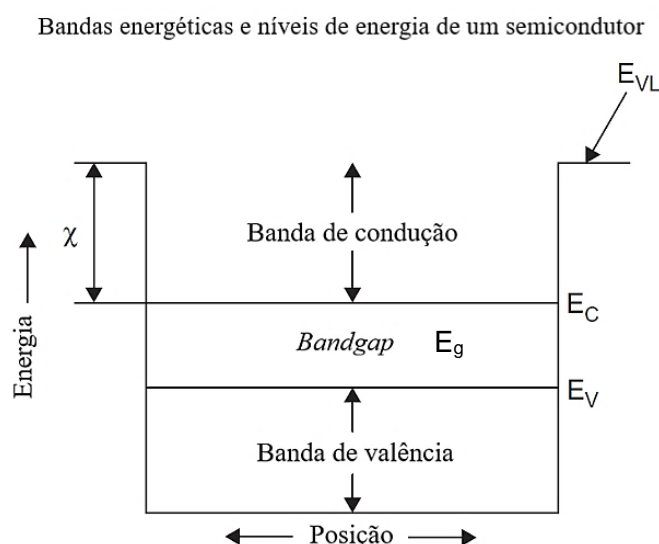 Bandas energéticas e níveis de energia de um semicondutor
E_VL
χ
Banda de condução
Energia
E_C
Bandgap E_g
E_V
Banda de valência
Posição